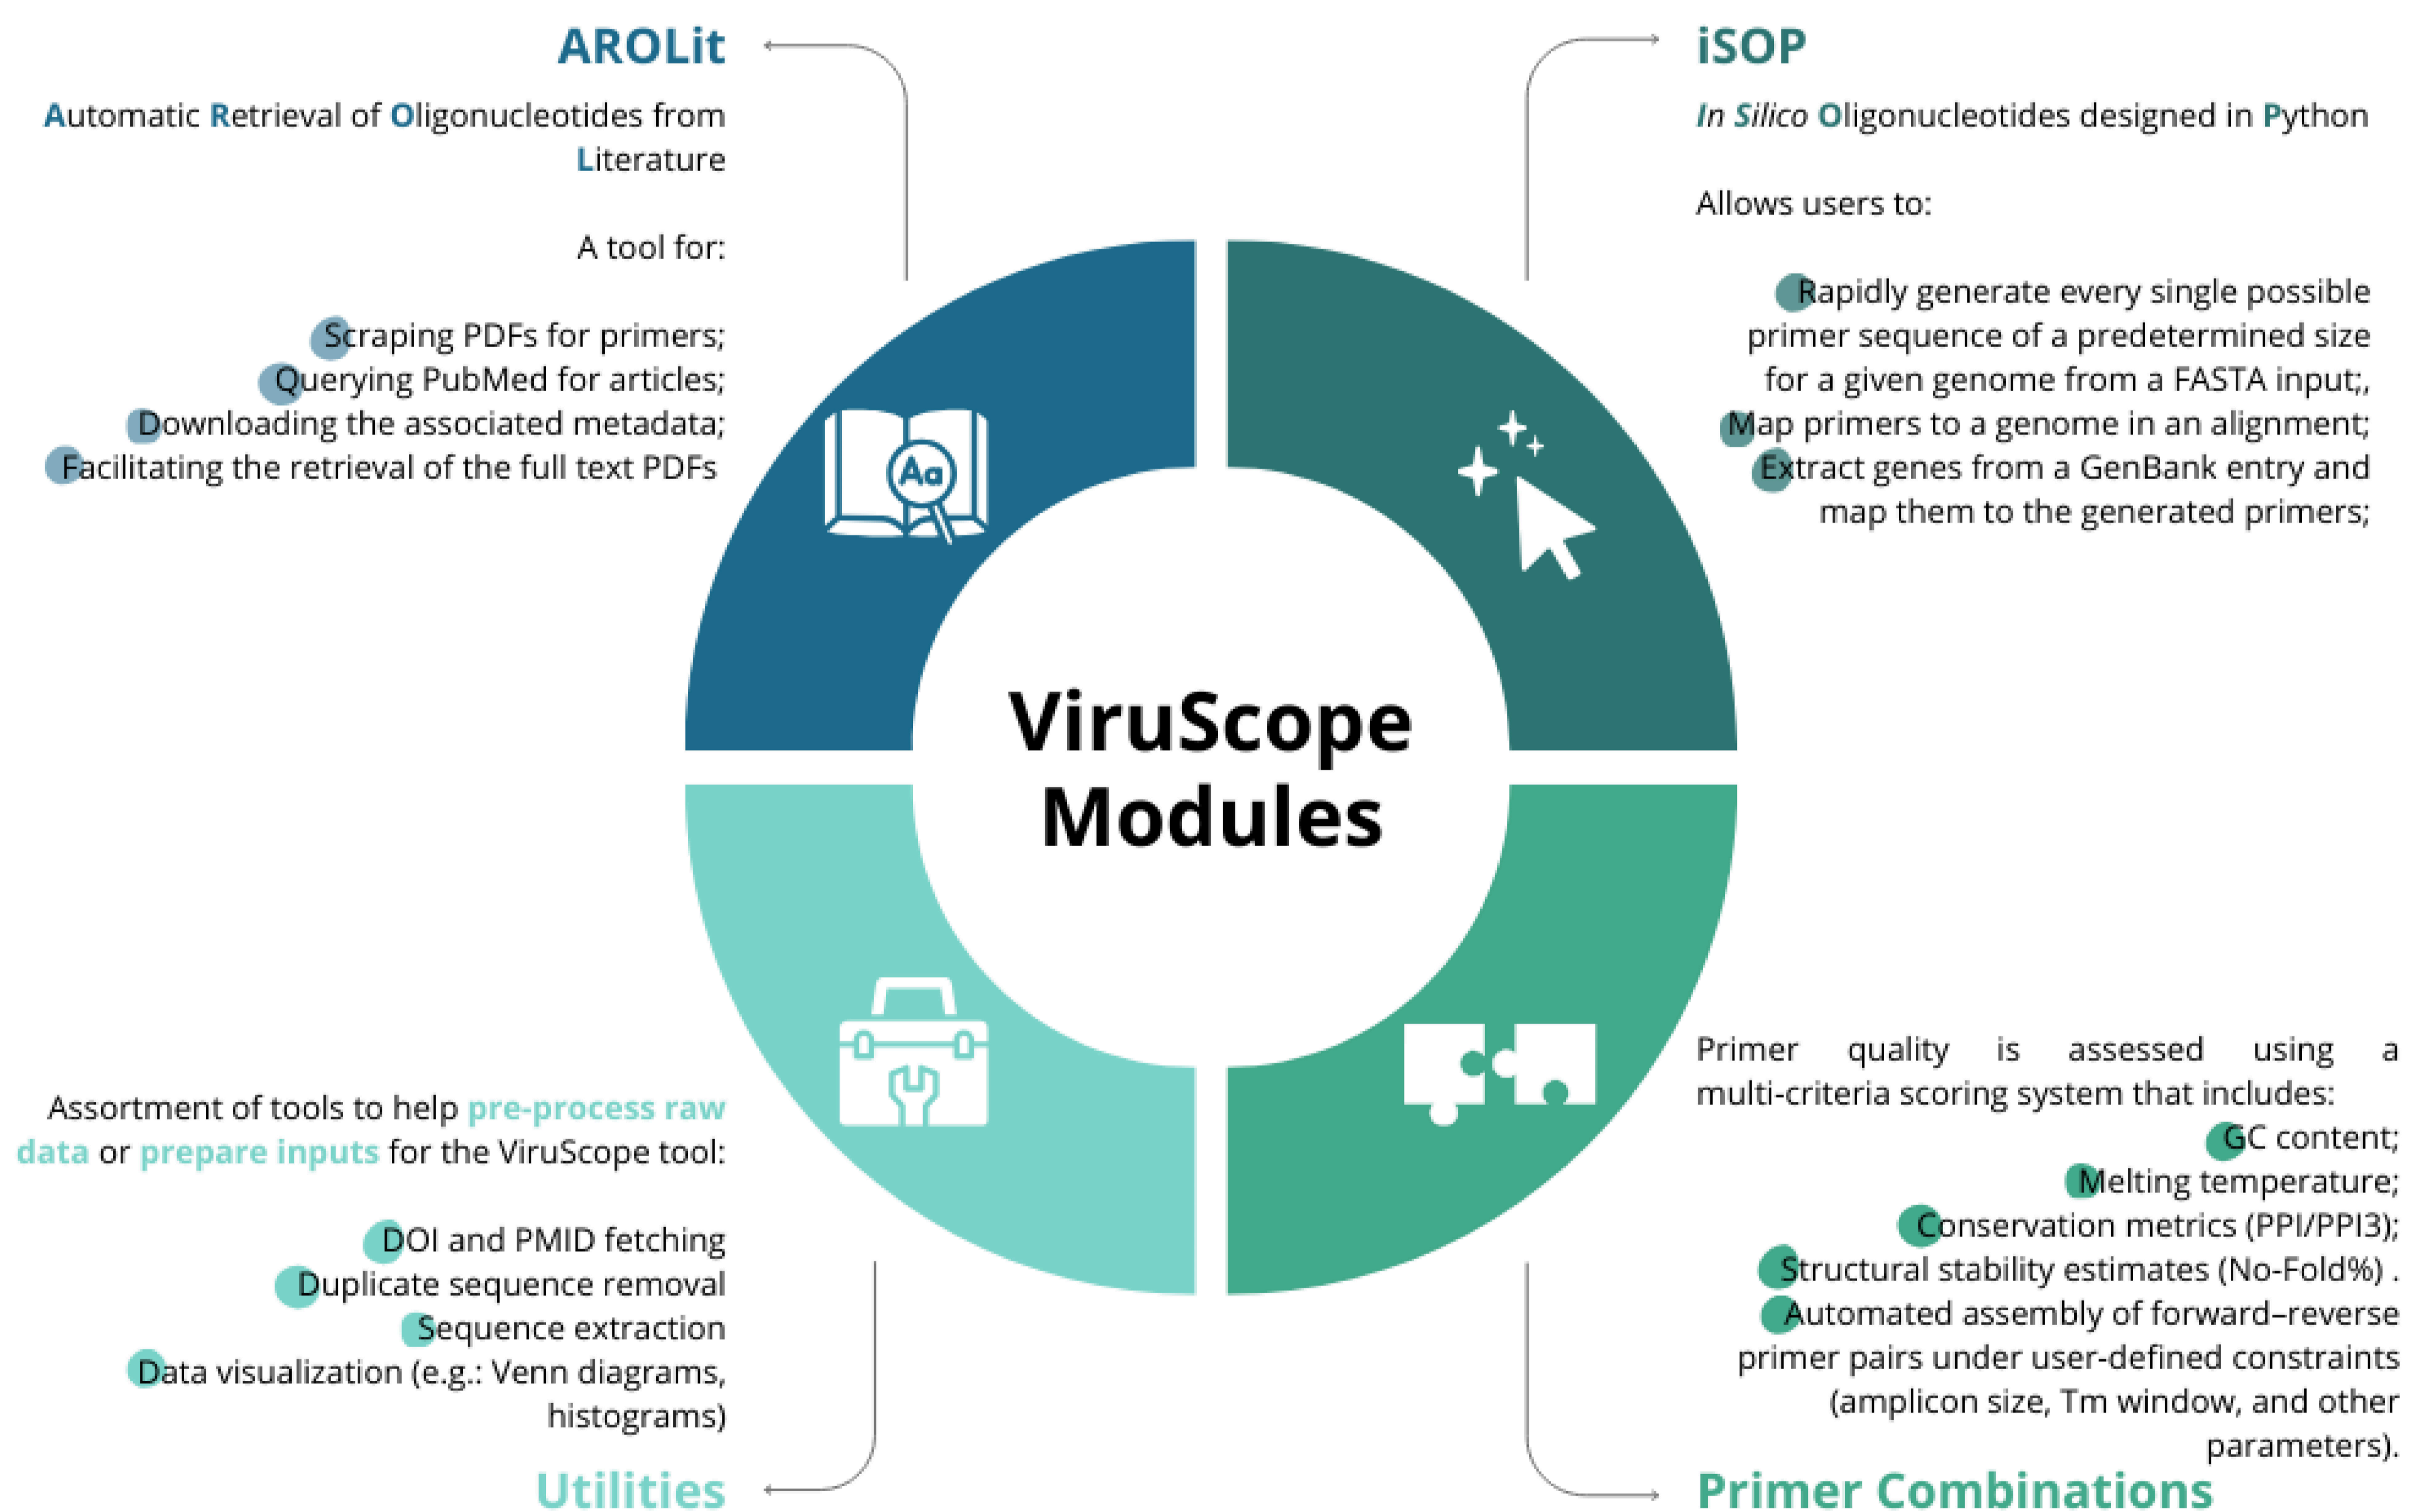 AROLit
Automatic Retrieval of Oligonucleotides from
Literature
A tool for:
Scraping PDFs for primers;
Querying PubMed for articles;
Downloading the associated metadata;
Facilitating the retrieval of the full text PDFs
iSOP
In Silico Oligonucleotides designed in Python
Allows users to:
Rapidly generate every single possible
primer sequence of a predetermined size
for a given genome from a FASTA input;,
Map primers to a genome in an alignment;
Extract genes from a GenBank entry and
map them to the generated primers;
Aa
ViruScope
Modules
Assortment of tools to help pre-process raw
data or prepare inputs for the ViruScope tool:
DOI and PMID fetching
Duplicate sequence removal
Sequence extraction
Data visualization (e.g.: Venn diagrams,
histograms)
Utilities
Primer quality is assessed using a
multi-criteria scoring system that includes:
GC content;
Melting temperature;
Conservation metrics (PPI/PPI3);
Structural stability estimates (No-Fold%) .
Automated assembly of forward–reverse
primer pairs under user-defined constraints
(amplicon size, Tm window, and other
parameters).
Primer Combinations